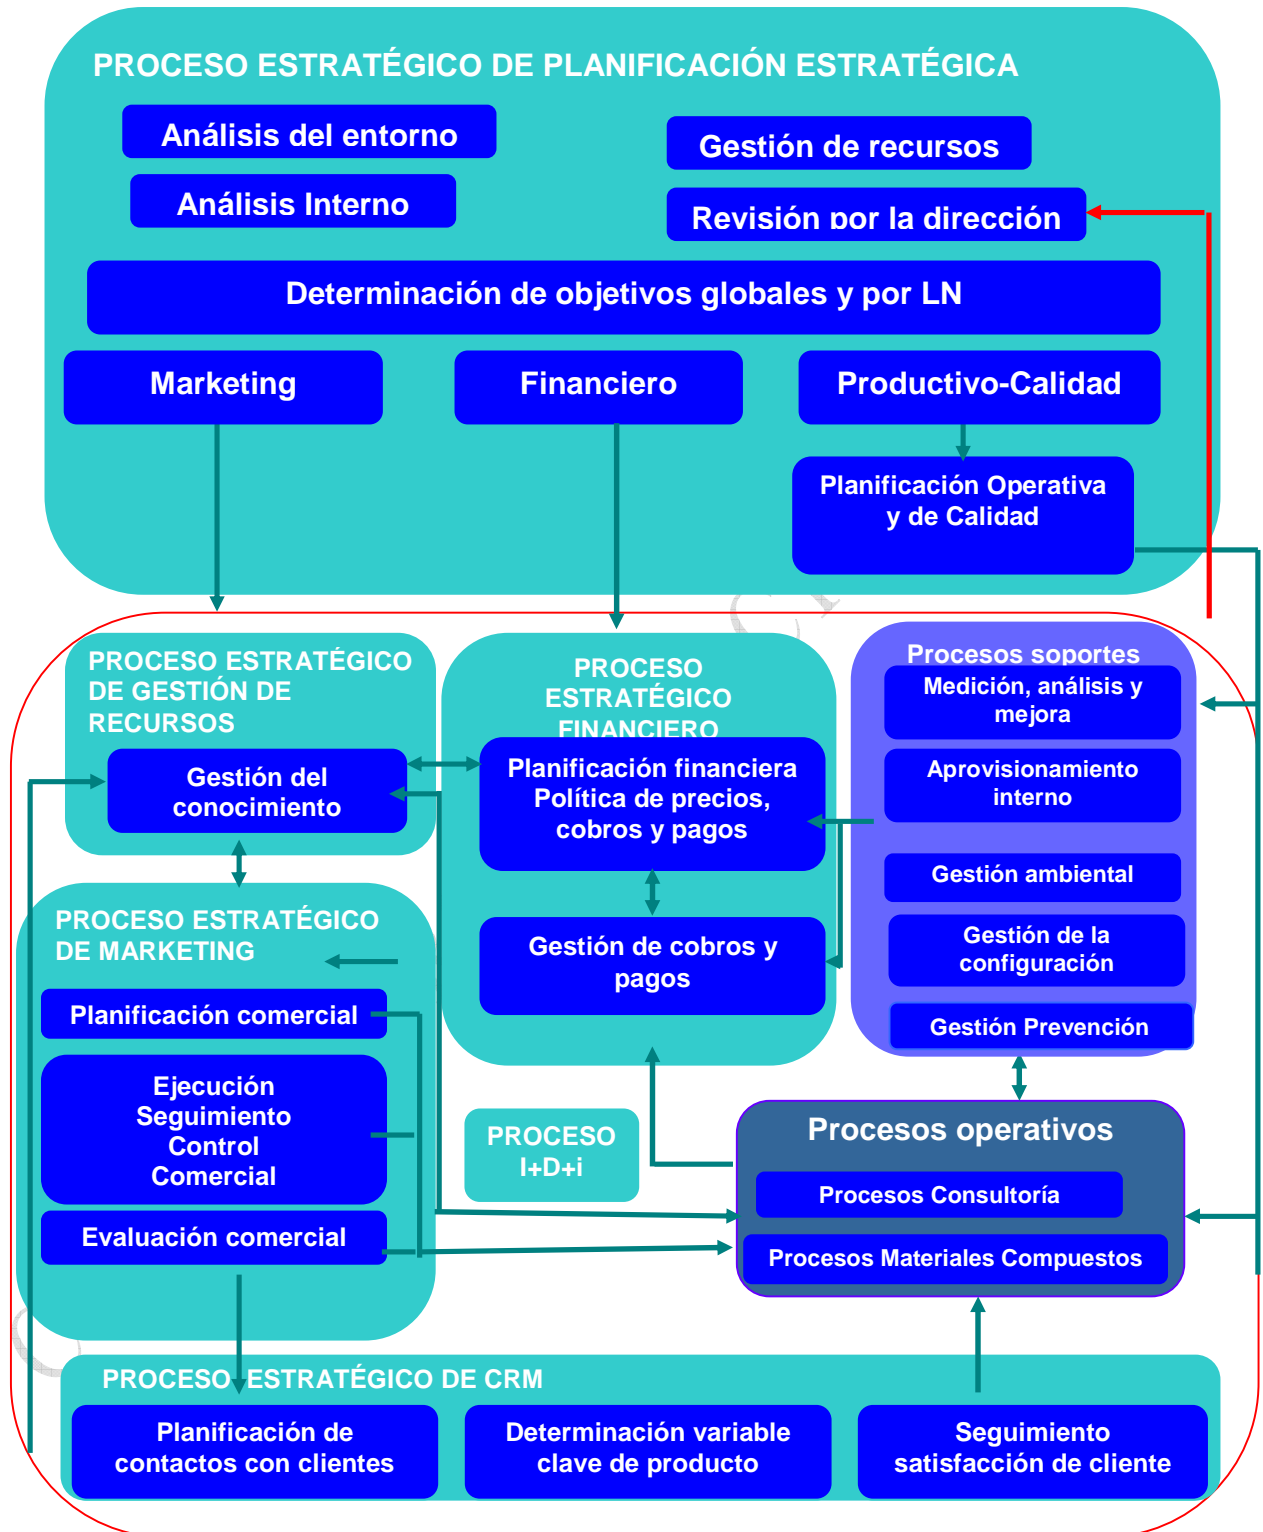 PROCESO ESTRATÉGICO DE PLANIFICACIÓN ESTRATÉGICA
Análisis del entorno
Gestión de recursos
Análisis Interno
Revisión por la dirección
Determinación de objetivos globales y por LN
Marketing
Financiero
Productivo-Calidad
Planificación Operativa
y de Calidad
PROCESO ESTRATÉGICO
DE GESTIÓN DE
RECURSOS
Gestión del
conocimiento
PROCESO
ESTRATÉGICO
FINANCIERO
Planificación financiera
Política de precios,
cobros y pagos
Gestión de cobros y
pagos
Procesos soportes
Medición, análisis y
mejora
Aprovisionamiento
interno
Gestión ambiental
Gestión de la
configuración
Gestión Prevención
PROCESO ESTRATÉGICO
DE MARKETING
Planificación comercial
Ejecución
Seguimiento
Control
Comercial
Evaluación comercial
PROCESO
I+D+i
Procesos operativos
Procesos Consultoría
Procesos Materiales Compuestos
PROCESO ESTRATÉGICO DE CRM
Planificación de
contactos con clientes
Determinación variable
clave de producto
Seguimiento
satisfacción de cliente